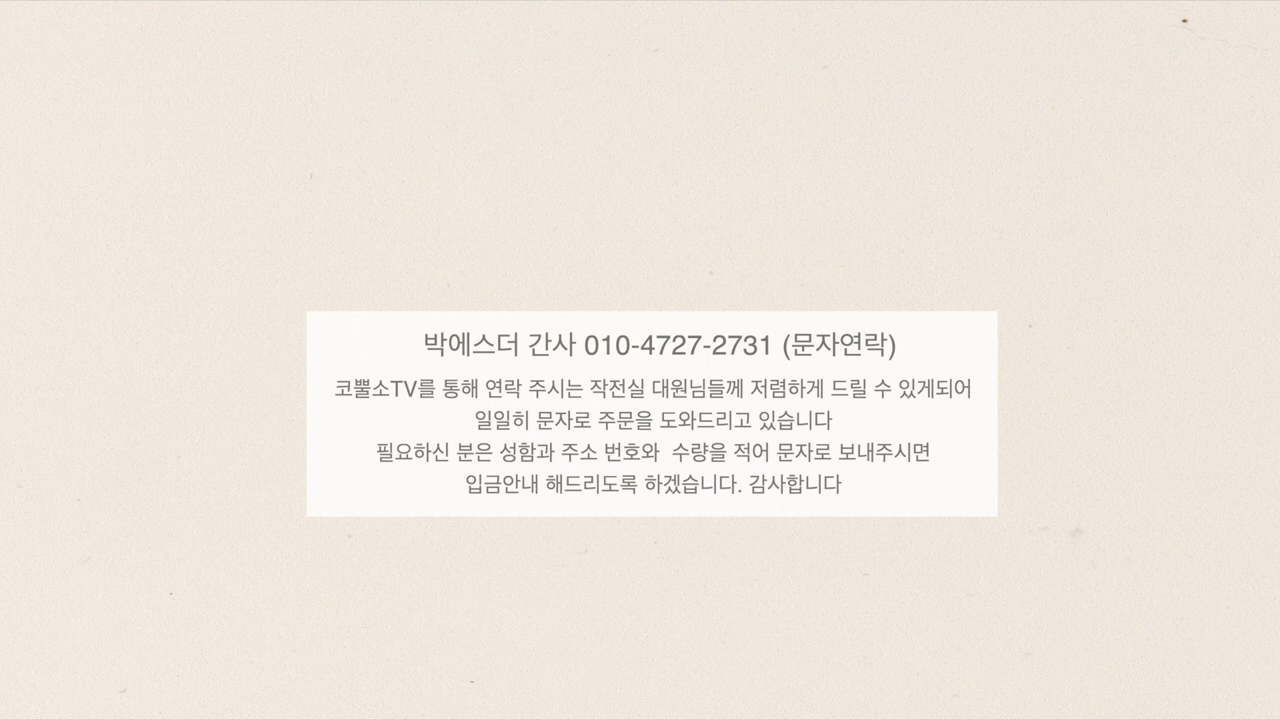 박에스더 간사 010-4727-2731 (문자연락)
코뿔소TV를 통해 연락 주시는 작전실 대원님들께 저렴하게 드릴 수 있게되어
일일히 문자로 주문을 도와드리고 있습니다
필요하신 분은 성함과 주소 번호와  수량을 적어 문자로 보내주시면
입금안내 해드리도록 하겠습니다. 감사합니다